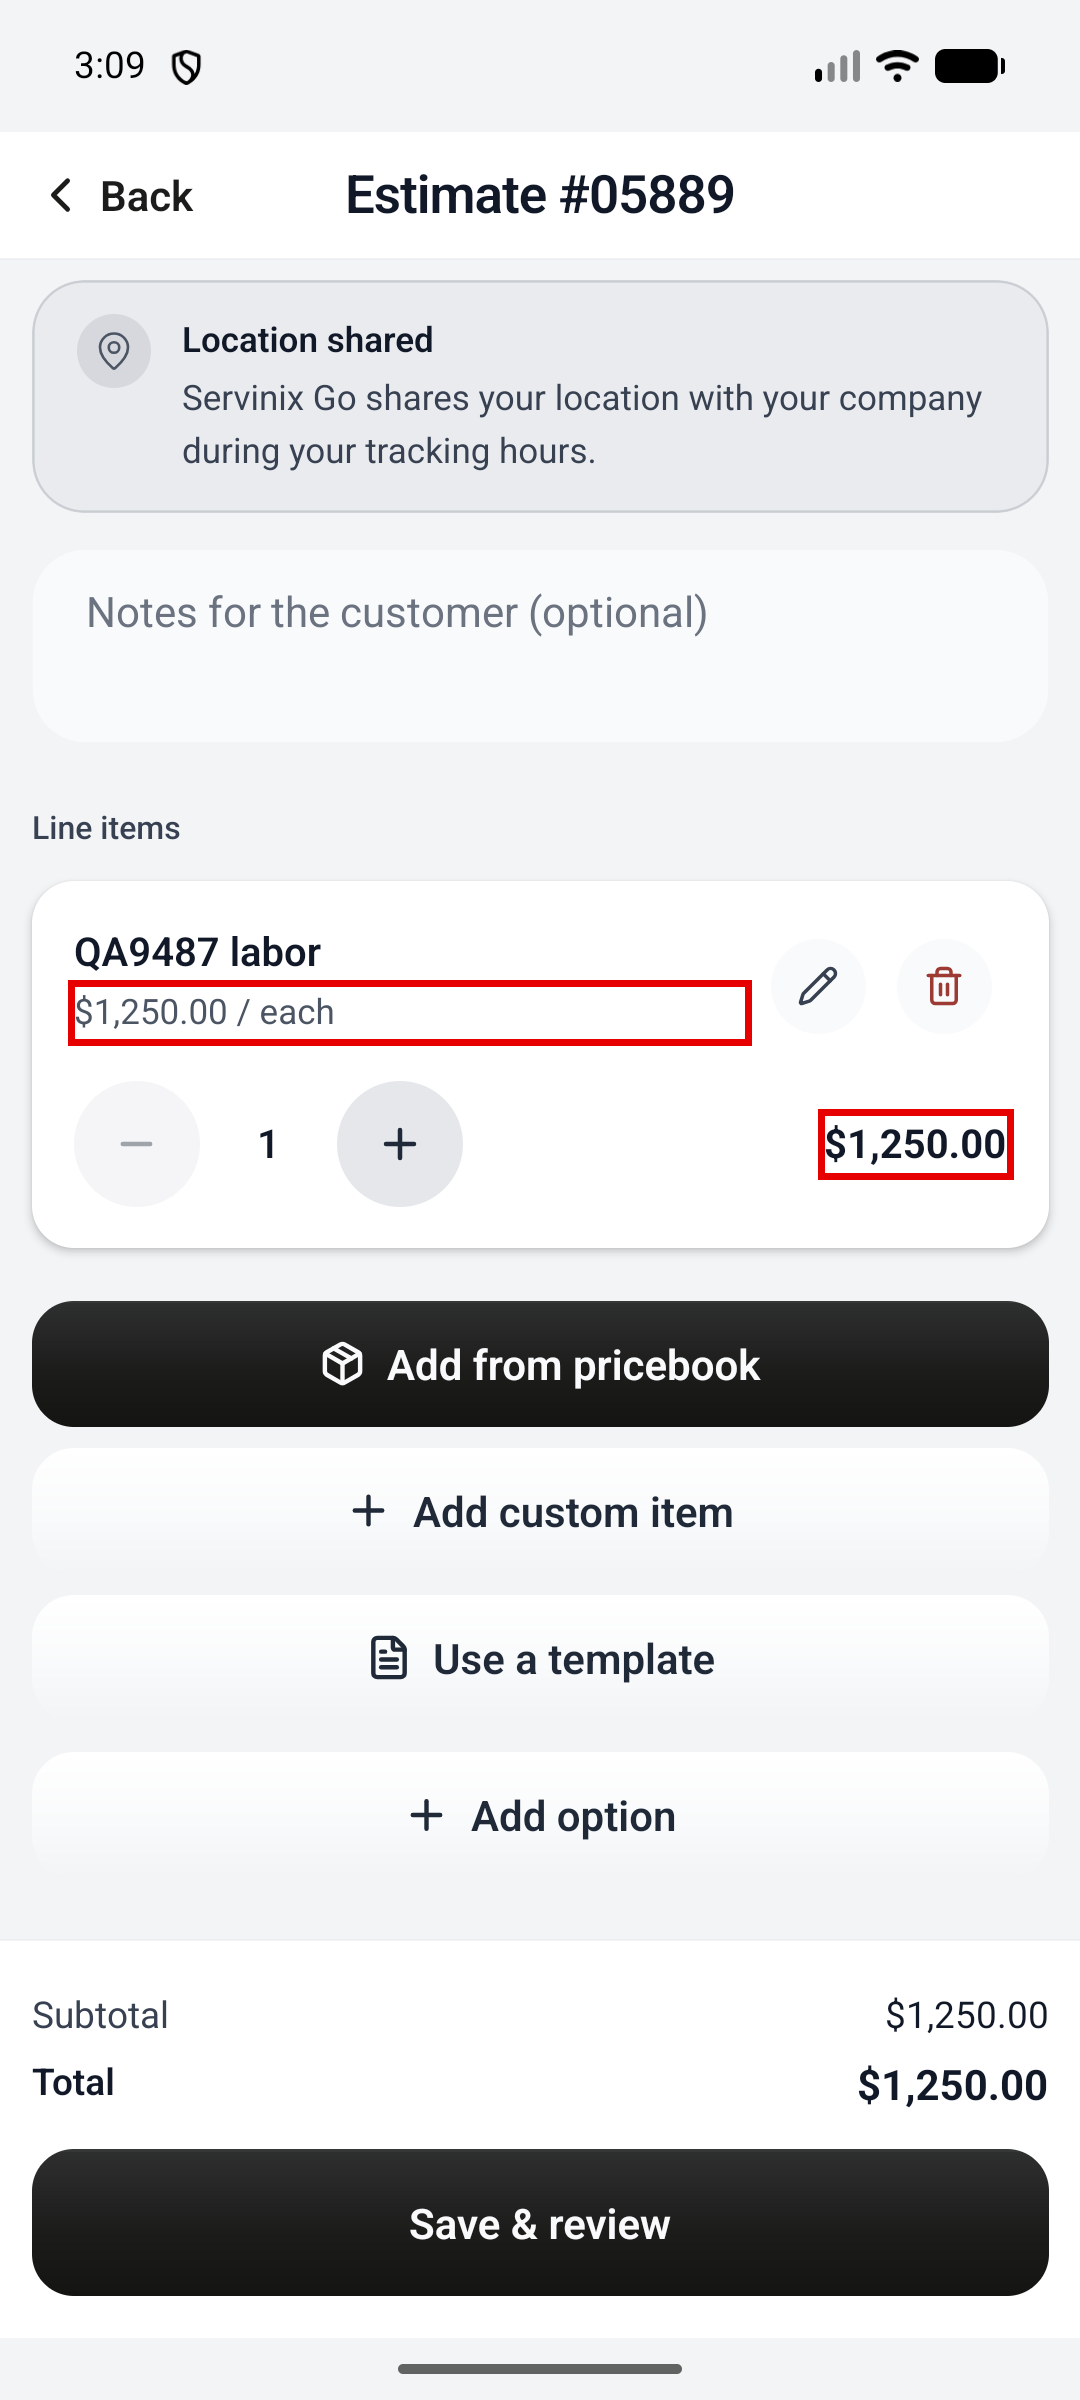 3:09
Back
Estimate #05889
Location shared
Servinix Go shares your location with your company
during your tracking hours.
Notes for the customer (optional)
Line items
QA9487 labor
$1,250.00 / each
1
$1,250.00
Add from pricebook
Add custom item
Use a template
Add option
Subtotal
$1,250.00
Total
$1,250.00
Save & review